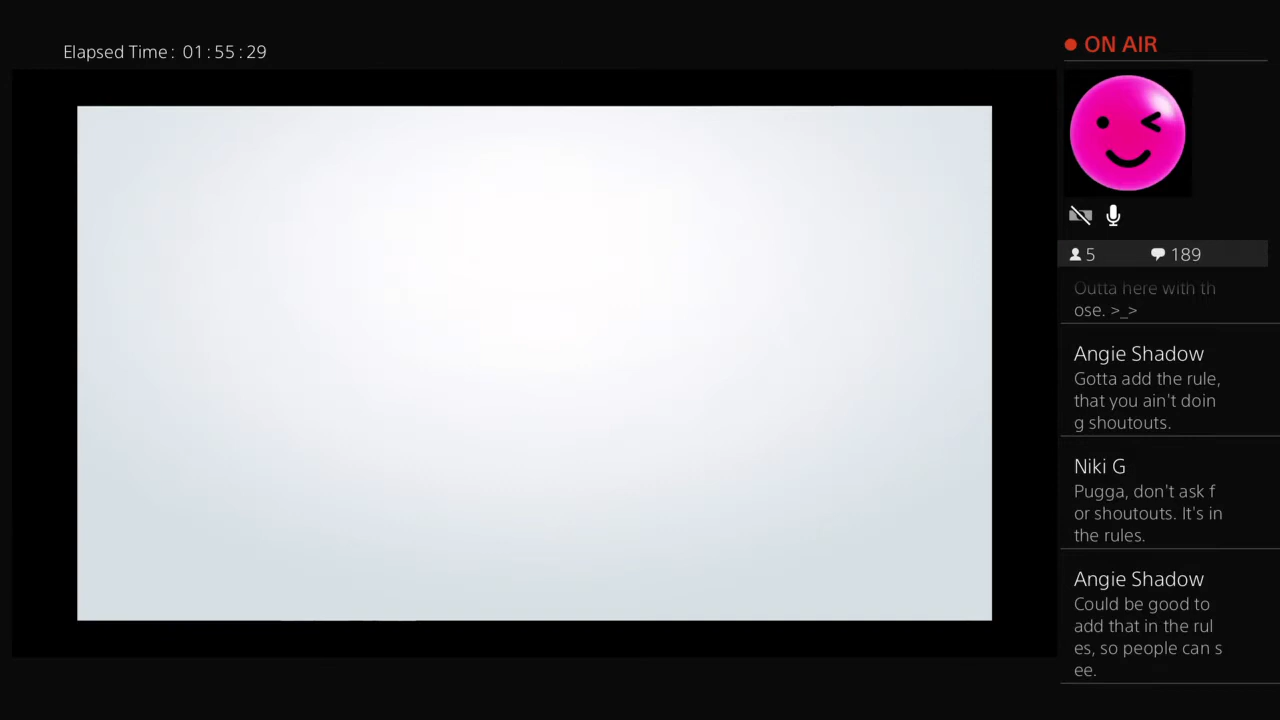 Elapsed Time: 01:55:29
ON AIR
5 189
Outta here with th
ose. >_>
Angie Shadow
Gotta add the rule,
that you ain't doin
g shoutouts.
Niki G
Pugga, don't ask f
or shoutouts. It's in
the rules.
Angie Shadow
Could be good to
add that in the rul
es, so people can s
ee.